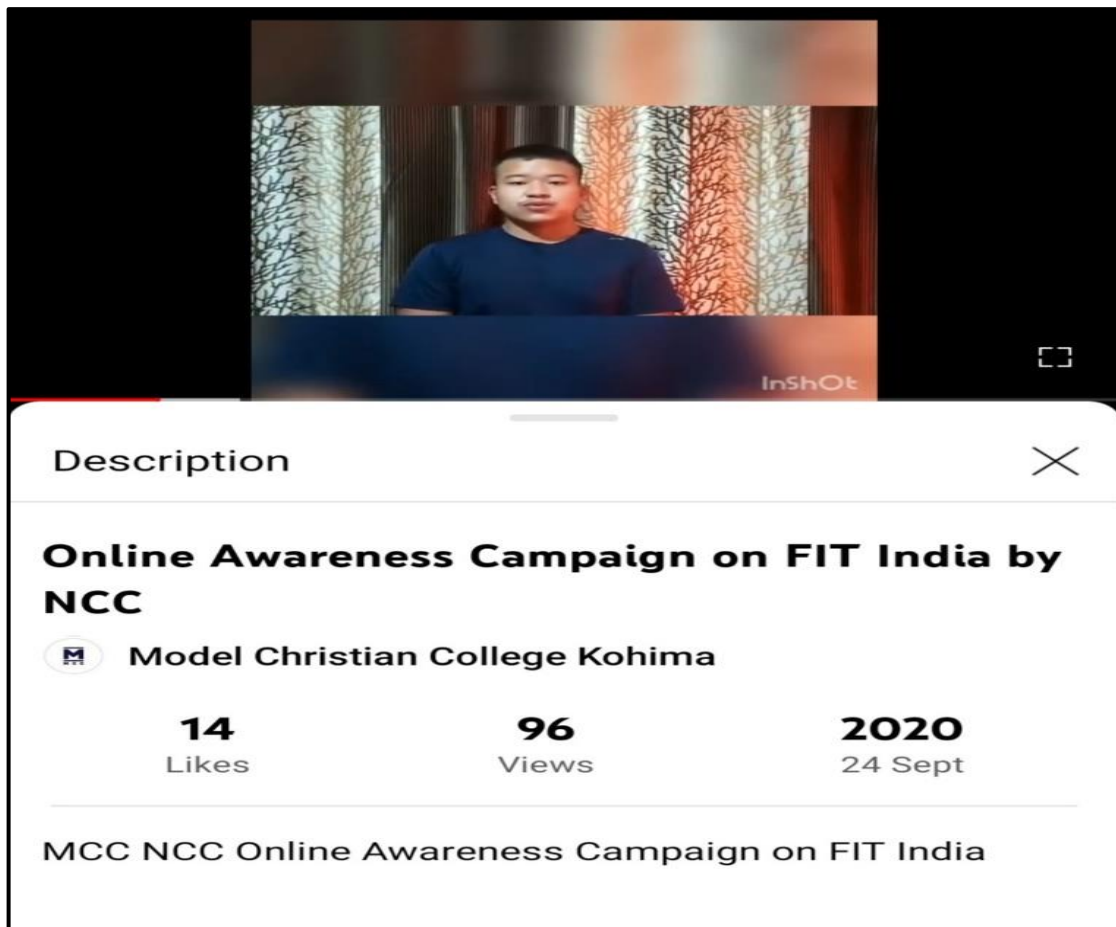 InShOt
Description
Online Awareness Campaign on FIT India by
NCC
M
Model Christian College Kohima
14 96 2020
Likes Views 24 Sept
MCC NCC Online Awareness Campaign on FIT India